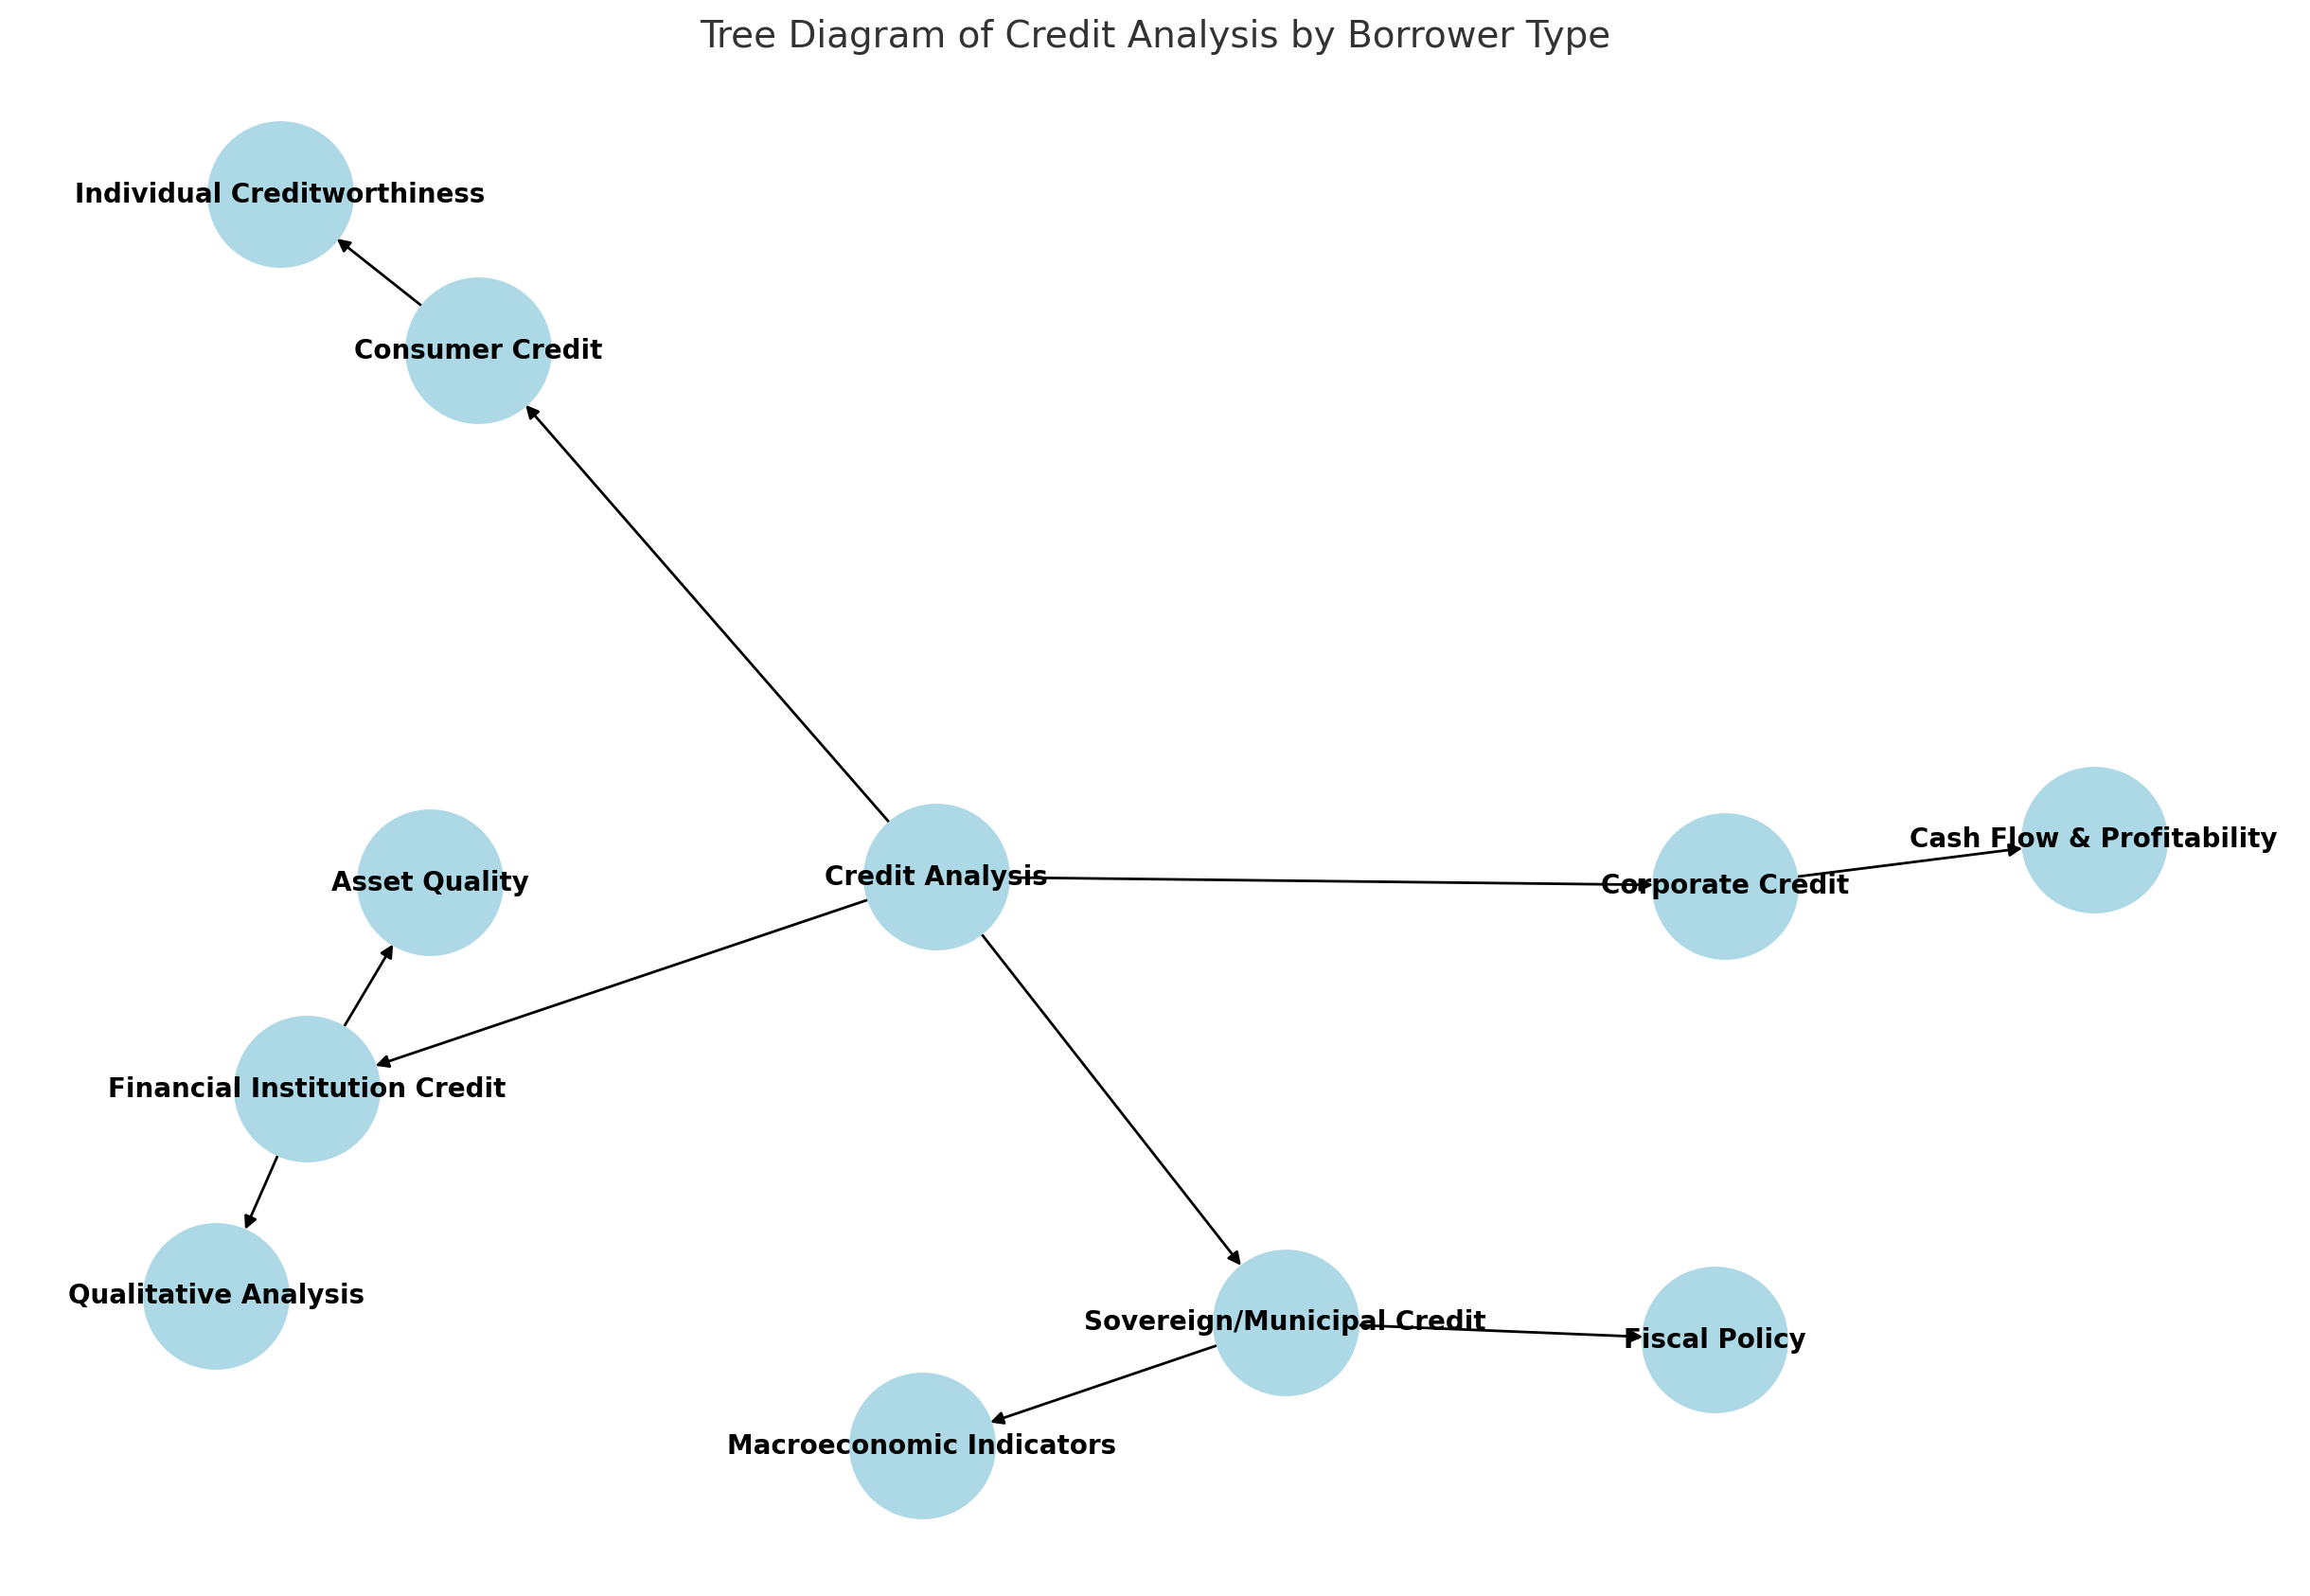 Tree Diagram of Credit Analysis by Borrower Type
Individual Creditworthiness
Consumer Credit
Cash Flow & Profitability
Asset Quality
Credit Analysis
Corporate Credit
Financial Institution Credit
Qualitative Analysis
Sovereign/Municipal Credit
Fiscal Policy
Macroeconomic Indicators